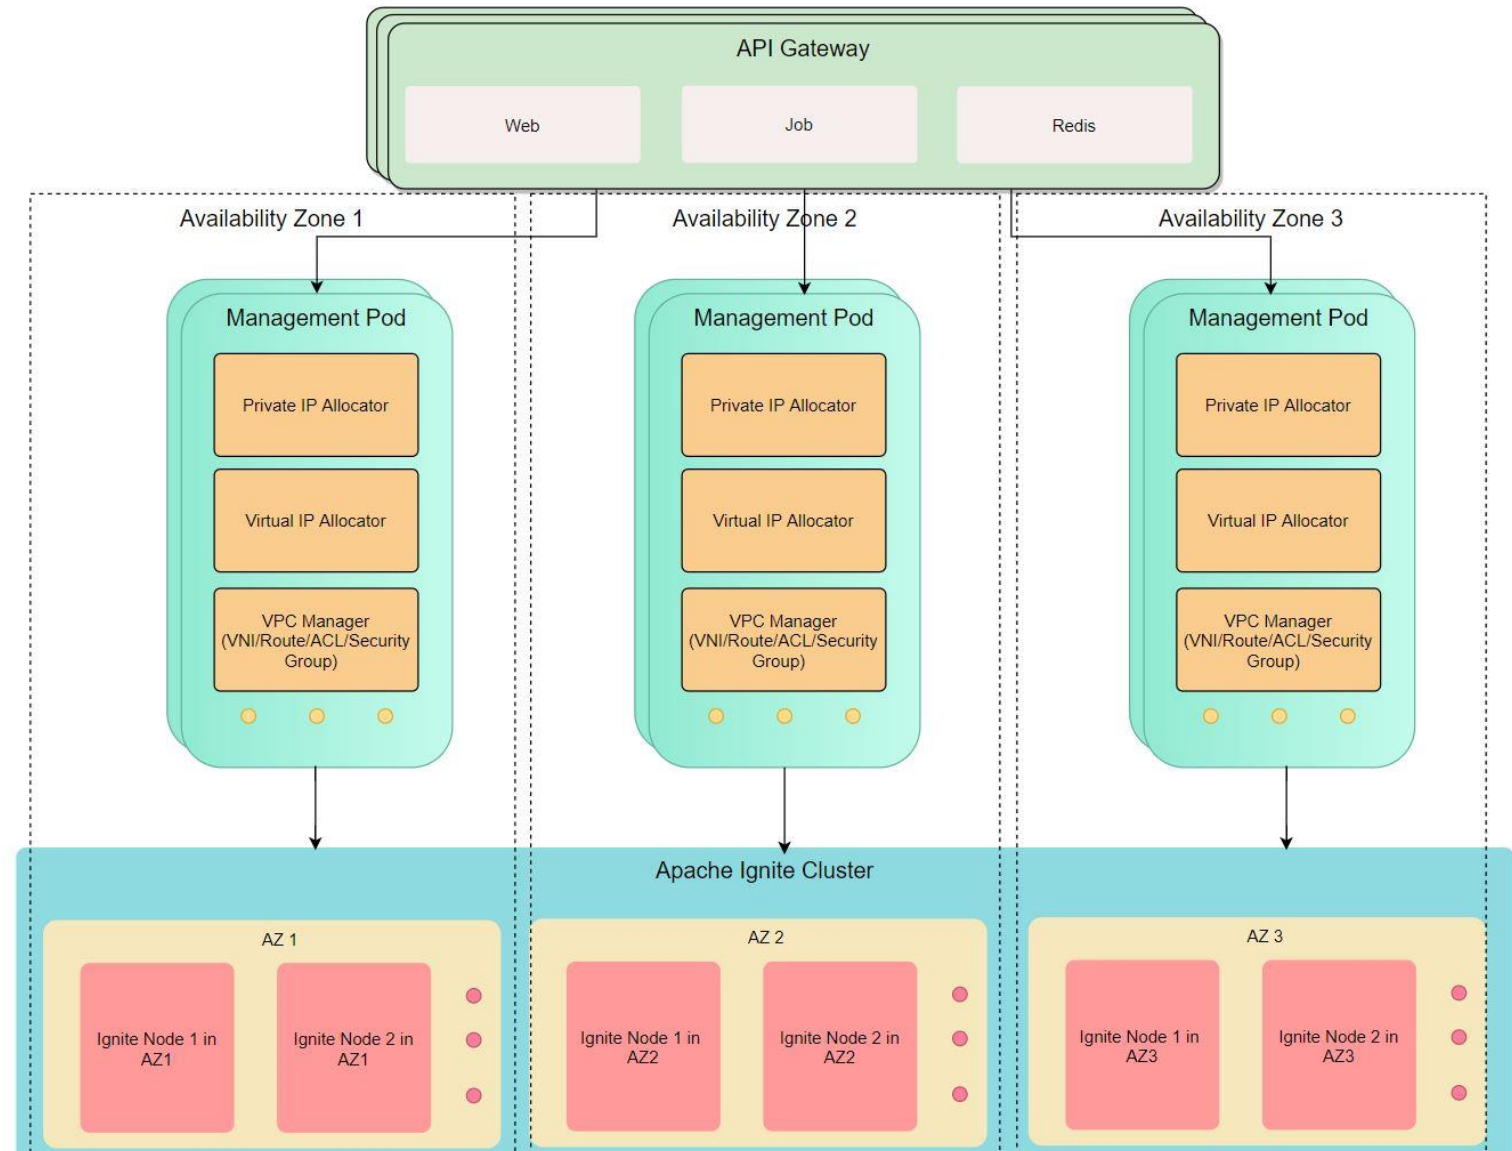 API Gateway
Web
Job
Redis
Availability Zone 1
Availability Zone 2
Availability Zone 3
Management Pod
Private IP Allocator
Virtual IP Allocator
VPC Manager
(VNI/Route/ACL/Security
Group)
Management Pod
Private IP Allocator
Virtual IP Allocator
VPC Manager
(VNI/Route/ACL/Security
Group)
Management Pod
Private IP Allocator
Virtual IP Allocator
VPC Manager
(VNI/Route/ACL/Security
Group)
Apache Ignite Cluster
AZ 1
Ignite Node 1 in
AZ1
Ignite Node 2 in
AZ1
AZ 2
Ignite Node 1 in
AZ2
Ignite Node 2 in
AZ2
AZ 3
Ignite Node 1 in
AZ3
Ignite Node 2 in
AZ3